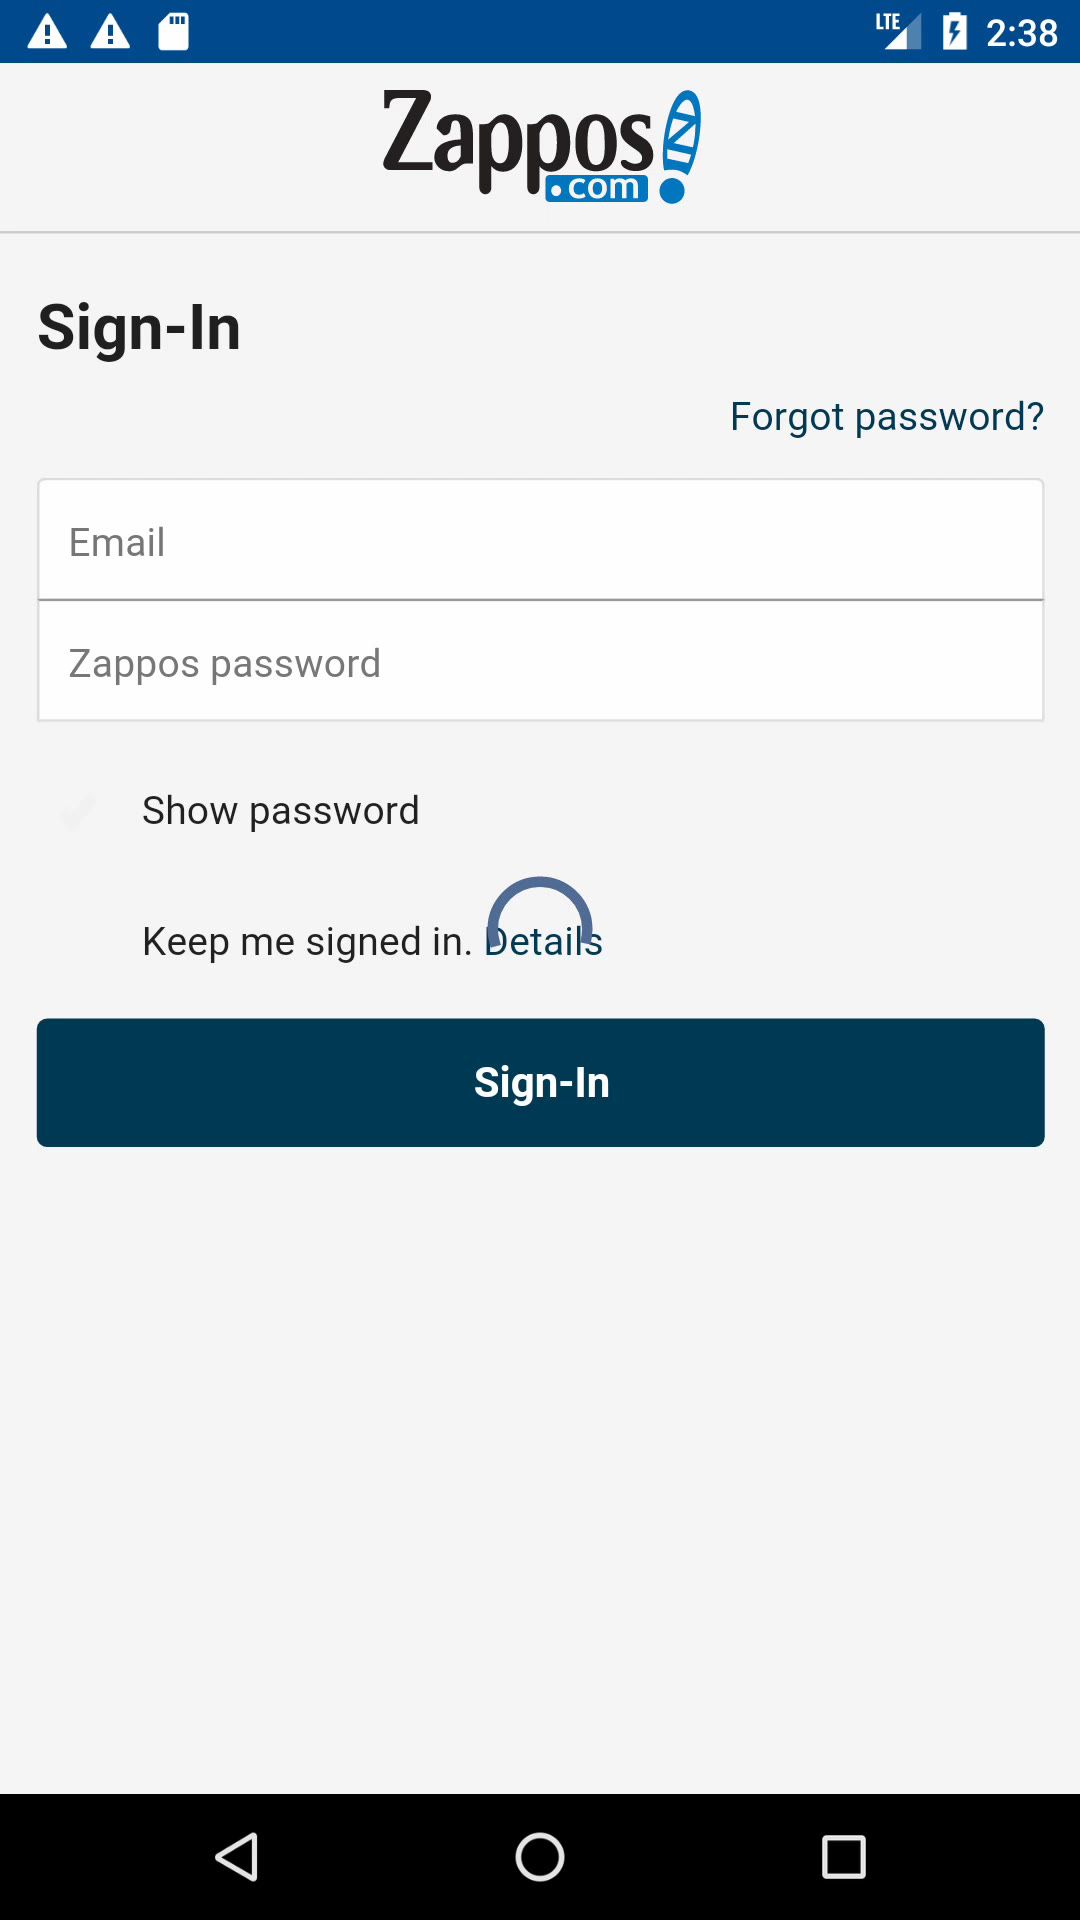 LTE 2:38
Zappos
.com
Sign-In
Forgot password?
Email
Zappos password
Show password
Keep me signed in. Details
Sign-In